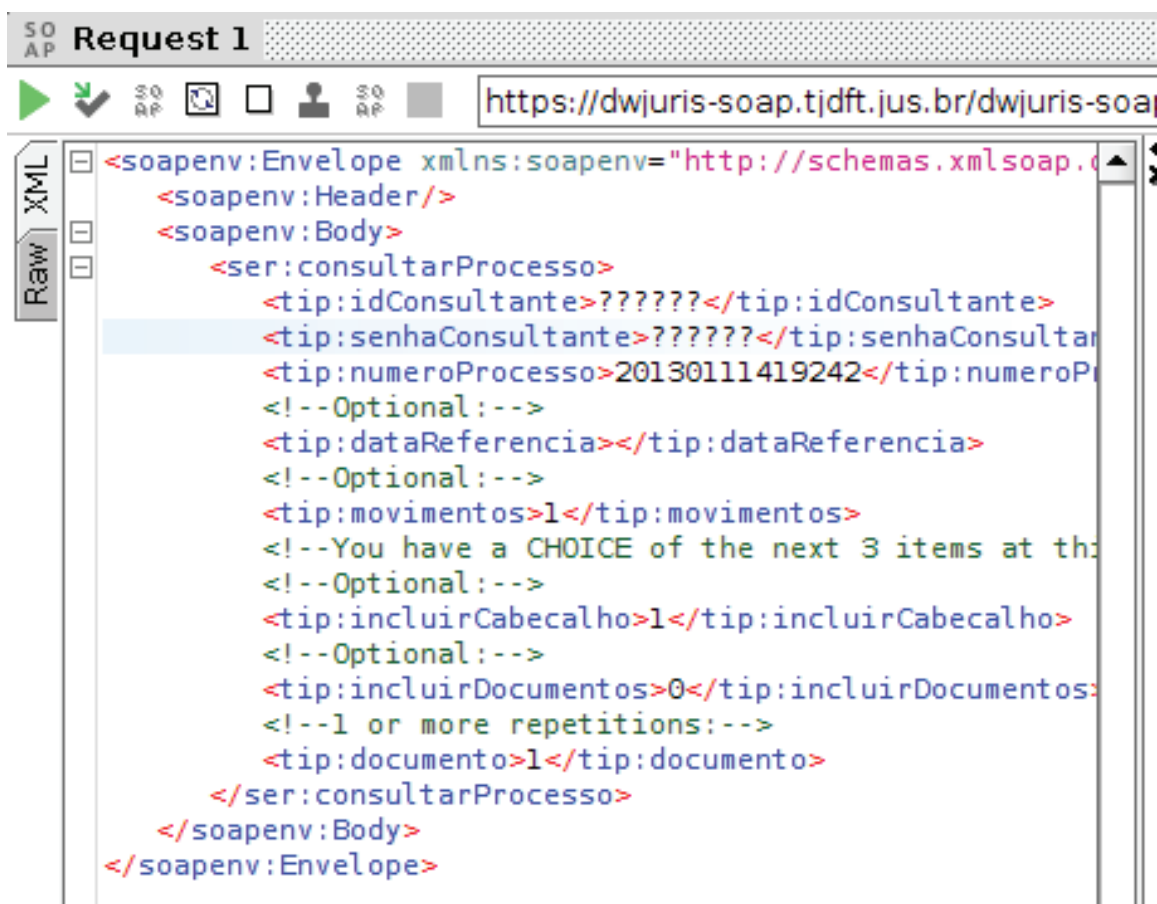 SO
AP Request 1
https://dwjuris-soap.tjdft.jus.br/dwjuris-soap
XML
Raw
<soapenv:Envelope xmlns:soapenv="http://schemas.xmlsoap.
<soapenv:Header/>
<soapenv:Body>
<ser:consultarProcesso>
<tip:idConsultante>??????</tip:idConsultante>
<tip:senhaConsultante>??????</tip:senhaConsultan
<tip:numeroProcesso>20130111419242</tip:numeroPr
<!--Optional:-->
<tip:dataReferencia></tip:dataReferencia>
<!--Optional:-->
<tip:movimentos>1</tip:movimentos>
<!--You have a CHOICE of the next 3 items at thi
<!--Optional:-->
<tip:incluirCabecalho>1</tip:incluirCabecalho>
<!--Optional:-->
<tip:incluirDocumentos>0</tip:incluirDocumentos>
<!--1 or more repetitions:-->
<tip:documento>1</tip:documento>
</ser:consultarProcesso>
</soapenv:Body>
</soapenv:Envelope>